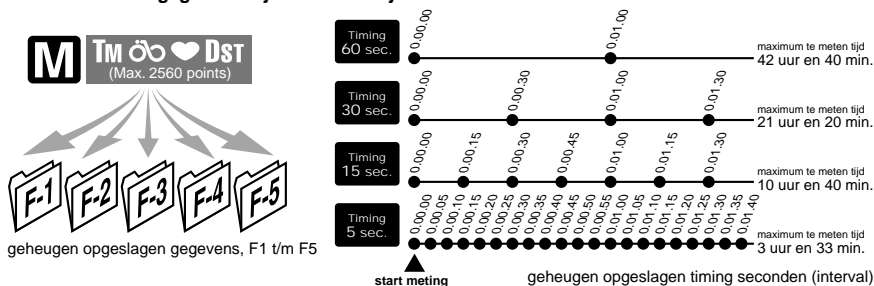 M TM DST
(Max. 2560 points)
F-1 F-2 F-3 F-4 F-5
geheugen opgeslagen gegevens, F1 t/m F5
Timing
60 sec.
0.00.00 0.01.00
maximum te meten tijd
42 uur en 40 min.
Timing
30 sec.
0.00.00 0.00.30 0.01.00 0.01.30
maximum te meten tijd
21 uur en 20 min.
Timing
15 sec.
0.00.00 0.00.15 0.00.30 0.00.45 0.01.00 0.01.15 0.01.30
maximum te meten tijd
10 uur en 40 min.
Timing
5 sec.
0.00.00 0.00.05 0.00.10 0.00.15 0.00.20 0.00.25 0.00.30 0.00.35 0.00.40 0.00.45 0.00.50 0.00.55 0.01.00 0.01.05 0.01.10 0.01.15 0.01.20 0.01.25 0.01.30 0.01.35 0.01.40
maximum te meten tijd
3 uur en 33 min.
start meting
geheugen opgeslagen timing seconden (interval)